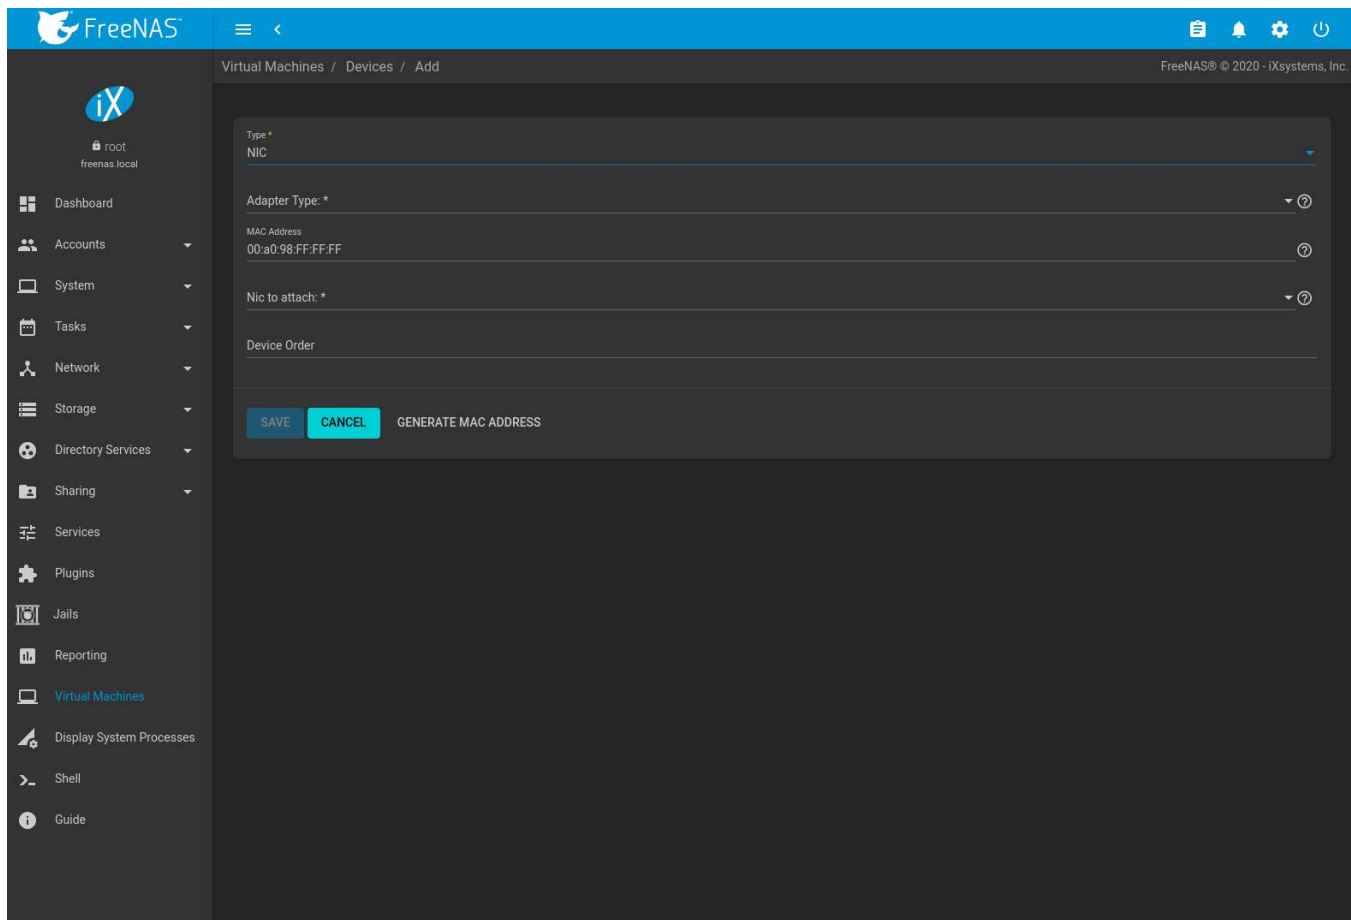 FreeNAS
Virtual Machines / Devices / Add
FreeNAS® © 2020 - iXsystems, Inc.
iX
root
freenas.local
Dashboard
Accounts
System
Tasks
Network
Storage
Directory Services
Sharing
Services
Plugins
Jails
Reporting
Virtual Machines
Display System Processes
Shell
Guide
Type *
NIC
Adapter Type: *
MAC Address
00:a0:98:FF:FF:FF
Nic to attach: *
Device Order
SAVE CANCEL GENERATE MAC ADDRESS